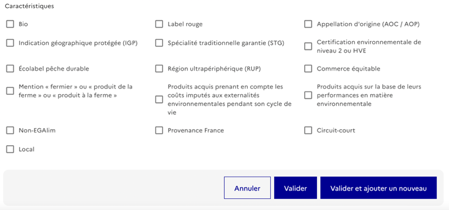 Caractéristiques
Bio
Label rouge
Appellation d'origine (AOC / AOP)
Indication géographique protégée (IGP)
Spécialité traditionnelle garantie (STG)
Certification environnementale de
niveau 2 ou HVE
Écolabel pêche durable
Région ultrapériphérique (RUP)
Commerce équitable
Mention « fermier » ou « produit de la
ferme » ou « produit à la ferme »
Produits acquis prenant en compte les
coûts imputés aux externalités
environnementales pendant son cycle de
vie
Produits acquis sur la base de leurs
performances en matière
environnementale
Non-EGAlim
Provenance France
Circuit-court
Local
Annuler
Valider
Valider et ajouter un nouveau